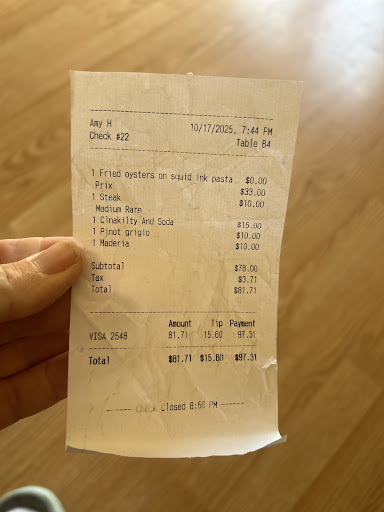 Amy H 10/17/2025, 7:44 PM
Check #22 Table B4
1 Fried oysters on squid ink pasta $0.00
Prix $33.00
1 Steak $10.00
Medium Rare
1 Clnakilty And Soda $15.00
1 Pinot grigio $10.00
1 Maderia $10.00
Subtotal $78.00
Tax $3.71
Total $81.71
Amount Tip Payment
VISA 2548 81.71 15.60 97.31
Total $81.71 $15.60 $97.31
Check Closed 8:56 PM